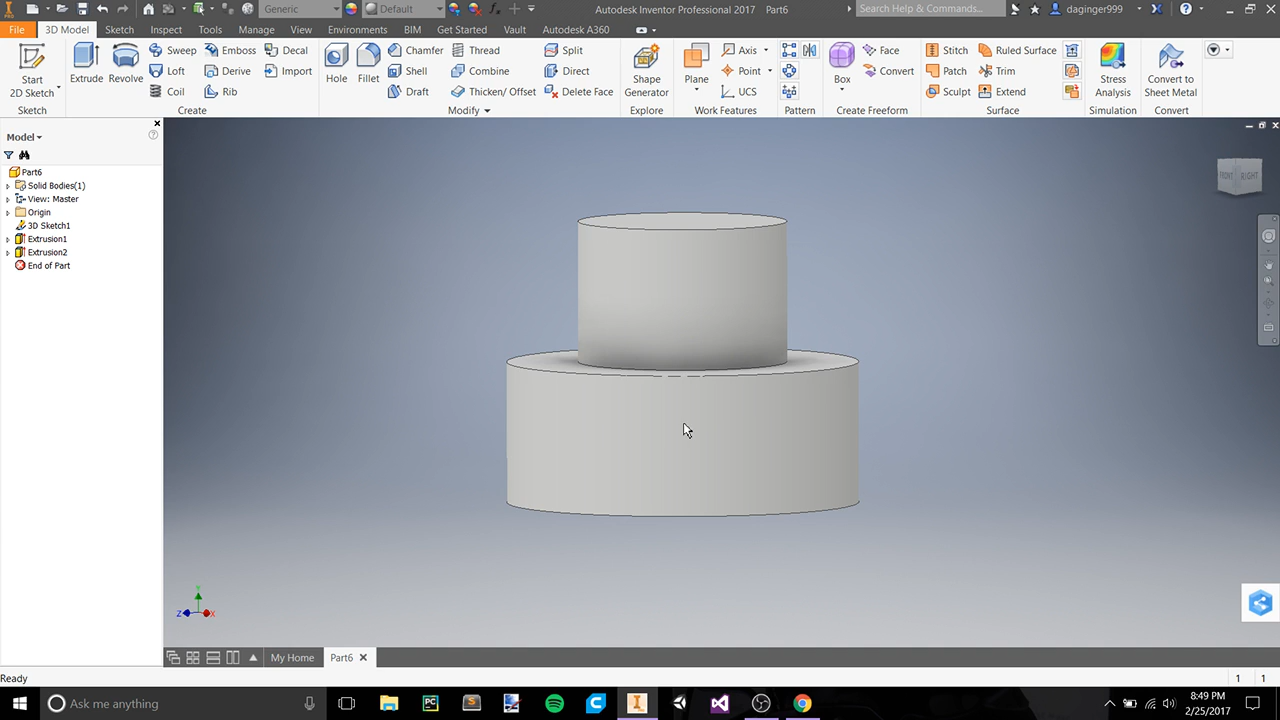 Generic
Default
Autodesk Inventor Professional 2017 Part6
Search Help & Commands...
daginger999
File 3D Model Sketch Inspect Tools Manage View Environments BIM Get Started Vault Autodesk A360
Start
2D Sketch
Sketch
Extrude
Revolve
Sweep
Loft
Coil
Emboss
Derive
Rib
Decal
Import
Create
Hole
Fillet
Chamfer
Shell
Draft
Thread
Combine
Thicken/ Offset
Split
Direct
Delete Face
Modify
Shape
Generator
Explore
Plane
Axis
Point
UCS
Work Features
Pattern
Box
Face
Convert
Create Freeform
Stitch
Patch
Sculpt
Ruled Surface
Trim
Extend
Surface
Stress
Analysis
Simulation
Convert to
Sheet Metal
Convert
Model
Part6
Solid Bodies(1)
View: Master
Origin
3D Sketch1
Extrusion1
Extrusion2
End of Part
FRONT RIGHT
Y
Z
X
My Home
Part6
Ready
1 1
Ask me anything
8:49 PM
2/25/2017